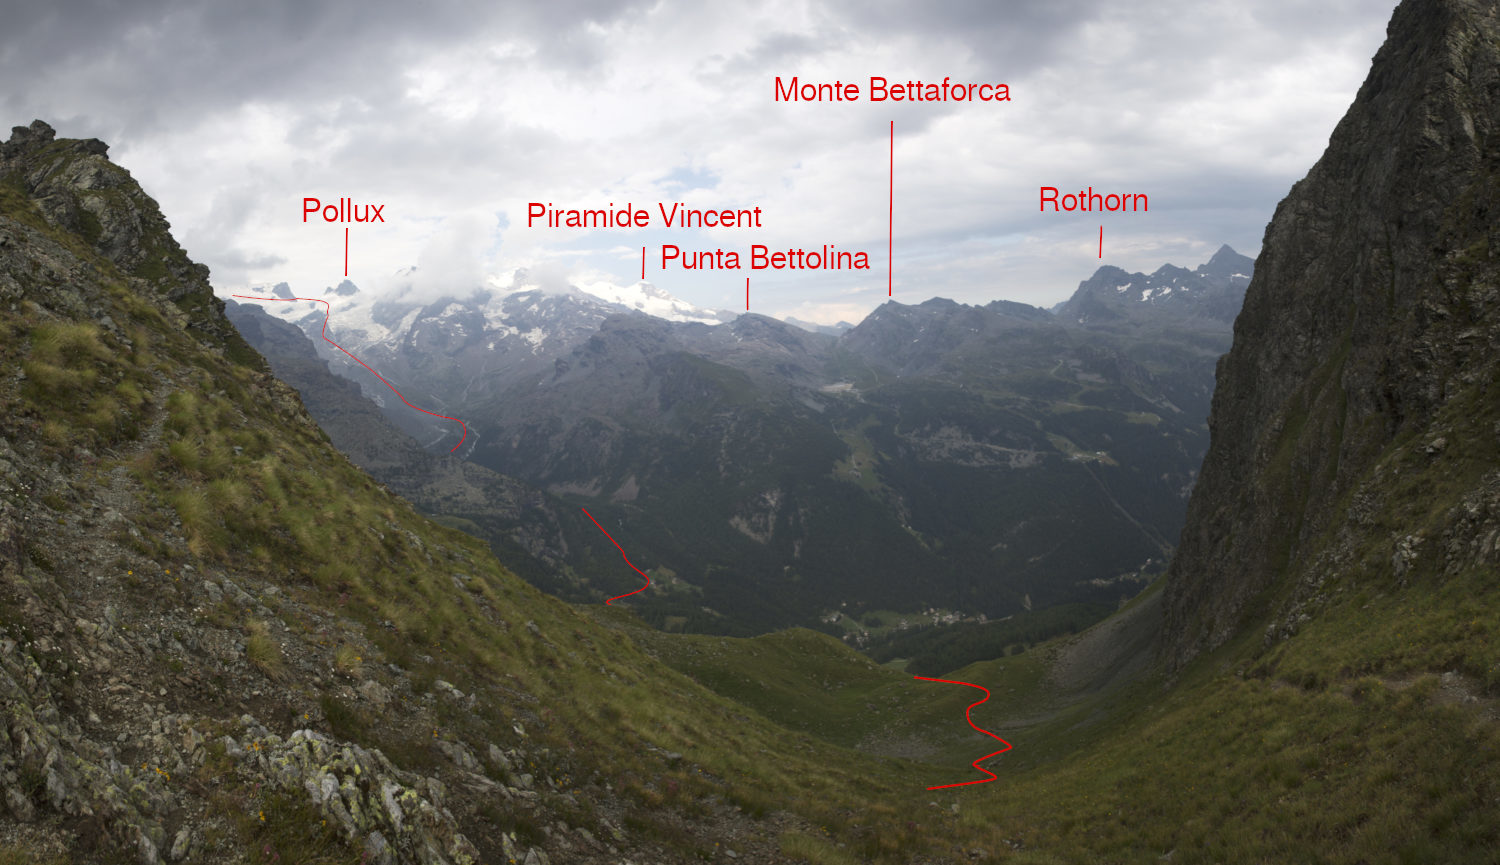 Monte Bettaforca
Pollux
Piramide Vincent
Rothorn
Punta Bettolina